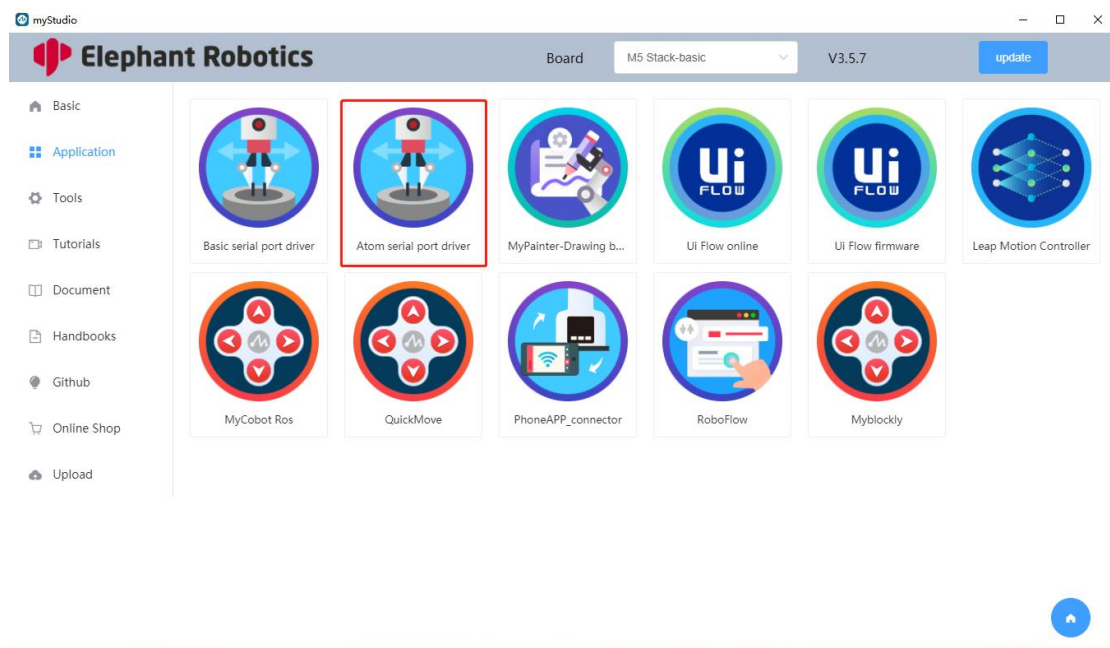 myStudio
Elephant Robotics
Board
M5 Stack-basic
V3.5.7
update
Basic
Application
Tools
Tutorials
Document
Handbooks
Github
Online Shop
Upload
Ui
FLOW
Ui
FLOW
Basic serial port driver
Atom serial port driver
MyPainter-Drawing b...
Ui Flow online
Ui Flow firmware
Leap Motion Controller
MyCobot Ros
QuickMove
PhoneAPP_connector
RoboFlow
Myblockly